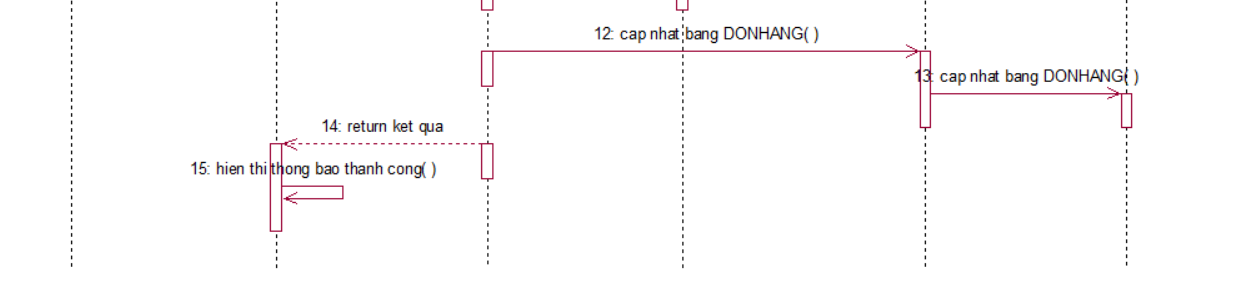 12: cap nhat bang DONHANG( )
13: cap nhat bang DONHANG( )
14: return ket qua
15: hien thi thong bao thanh cong( )